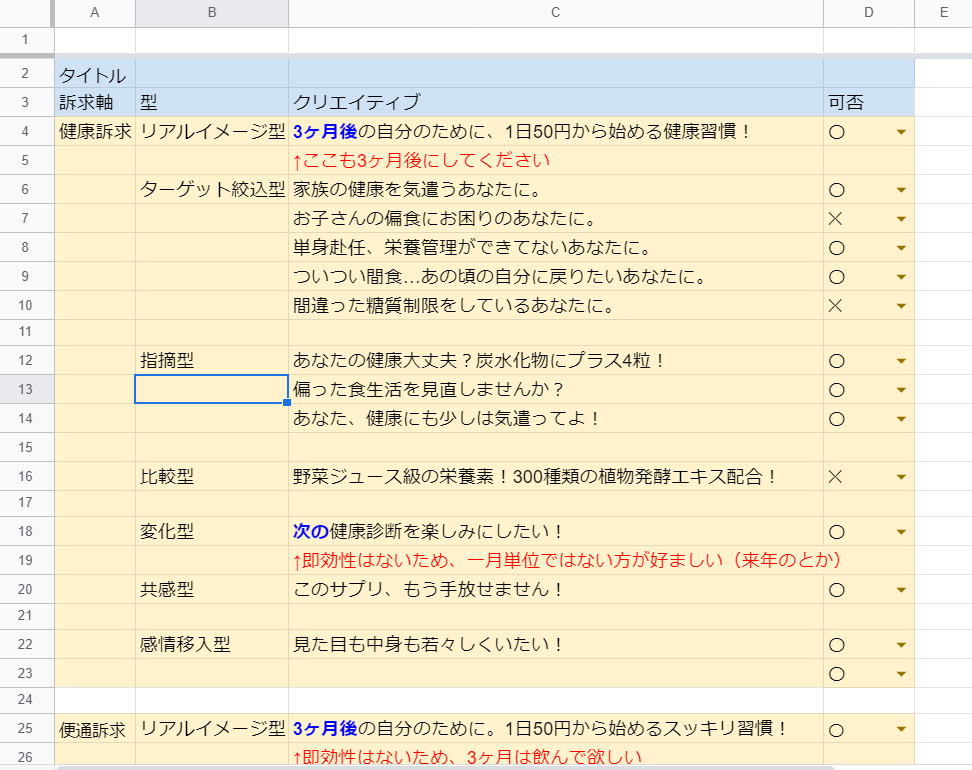 A B C D E
1
2 タイトル
3 訴求軸 型 クリエイティブ 可否
4 健康訴求 リアルイメージ型 3ヶ月後の自分のために、1日50円から始める健康習慣！ 〇
5 ↑ここも3ヶ月後にしてください
6 ターゲット絞込型 家族の健康を気遣うあなたに。 〇
7 お子さんの偏食にお困りのあなたに。 ×
8 単身赴任、栄養管理ができてないあなたに。 〇
9 ついつい間食…あの頃の自分に戻りたいあなたに。 〇
10 間違った糖質制限をしているあなたに。 ×
11
12 指摘型 あなたの健康大丈夫？炭水化物にプラス4粒！ 〇
13 偏った食生活を見直しませんか？ 〇
14 あなた、健康にも少しは気遣ってよ！ 〇
15
16 比較型 野菜ジュース級の栄養素！300種類の植物発酵エキス配合！ ×
17
18 変化型 次の健康診断を楽しみにしたい！ 〇
19 ↑即効性はないため、一月単位ではない方が好ましい（来年のとか）
20 共感型 このサプリ、もう手放せません！ 〇
21
22 感情移入型 見た目も中身も若々しくいたい！ 〇
23 〇
24
25 便通訴求 リアルイメージ型 3ヶ月後の自分のために。1日50円から始めるスッキリ習慣！ 〇
26 ↑即効性はないため、3ヶ月は飲んで欲しい